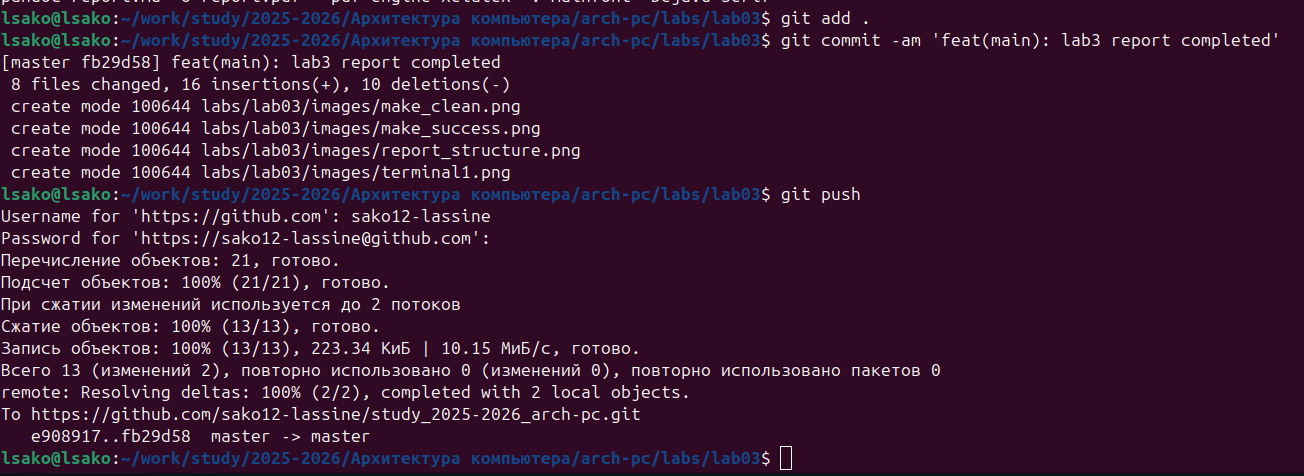 lsako@lsako:~/work/study/2025-2026/Архитектура компьютера/arch-pc/labs/lab03$ git add .
lsako@lsako:~/work/study/2025-2026/Архитектура компьютера/arch-pc/labs/lab03$ git commit -am 'feat(main): lab3 report completed'
[master fb29d58] feat(main): lab3 report completed
 8 files changed, 16 insertions(+), 10 deletions(-)
 create mode 100644 labs/lab03/images/make_clean.png
 create mode 100644 labs/lab03/images/make_success.png
 create mode 100644 labs/lab03/images/report_structure.png
 create mode 100644 labs/lab03/images/terminal1.png
lsako@lsako:~/work/study/2025-2026/Архитектура компьютера/arch-pc/labs/lab03$ git push
Username for 'https://github.com': sako12-lassine
Password for 'https://sako12-lassine@github.com':
Перечисление объектов: 21, готово.
Подсчет объектов: 100% (21/21), готово.
При сжатии изменений используется до 2 потоков
Сжатие объектов: 100% (13/13), готово.
Запись объектов: 100% (13/13), 223.34 КиБ | 10.15 МиБ/с, готово.
Всего 13 (изменений 2), повторно использовано 0 (изменений 0), повторно использовано пакетов 0
remote: Resolving deltas: 100% (2/2), completed with 2 local objects.
To https://github.com/sako12-lassine/study_2025-2026_arch-pc.git
   e908917..fb29d58  master -> master
lsako@lsako:~/work/study/2025-2026/Архитектура компьютера/arch-pc/labs/lab03$